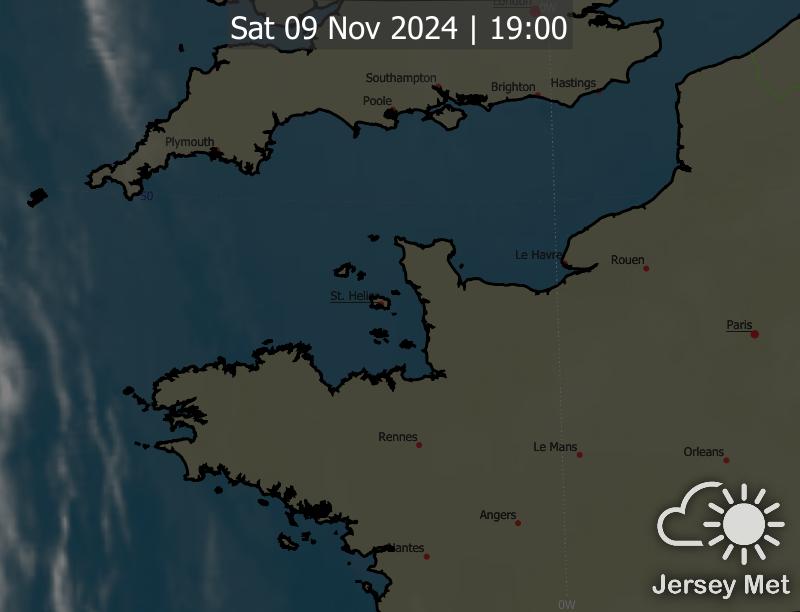 London
0W
Sat 09 Nov 2024 | 19:00
Southampton
Brighton
Hastings
Poole
Plymouth
50
Le Havre
Rouen
St. Helier
Paris
Rennes
Le Mans
Orleans
Angers
Nantes
Jersey Met
0W